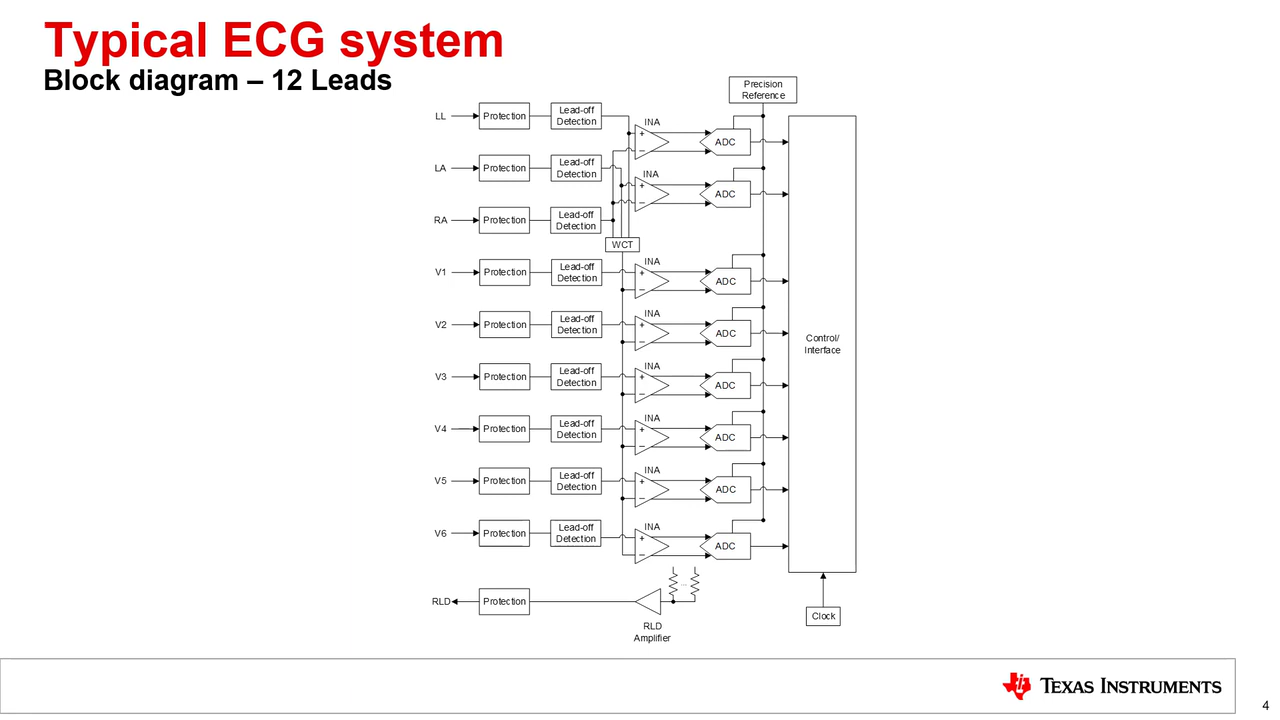 Typical ECG system
Block diagram – 12 Leads
Precision
Reference
LL
Protection
Lead-off
Detection
INA
+
−
ADC
LA
Protection
Lead-off
Detection
INA
+
−
ADC
RA
Protection
Lead-off
Detection
WCT
V1
Protection
Lead-off
Detection
INA
+
−
ADC
V2
Protection
Lead-off
Detection
INA
+
−
ADC
V3
Protection
Lead-off
Detection
INA
+
−
ADC
V4
Protection
Lead-off
Detection
INA
+
−
ADC
V5
Protection
Lead-off
Detection
INA
+
−
ADC
V6
Protection
Lead-off
Detection
INA
+
−
ADC
Control/
Interface
RLD
Protection
...
RLD
Amplifier
Clock
TEXAS INSTRUMENTS
4